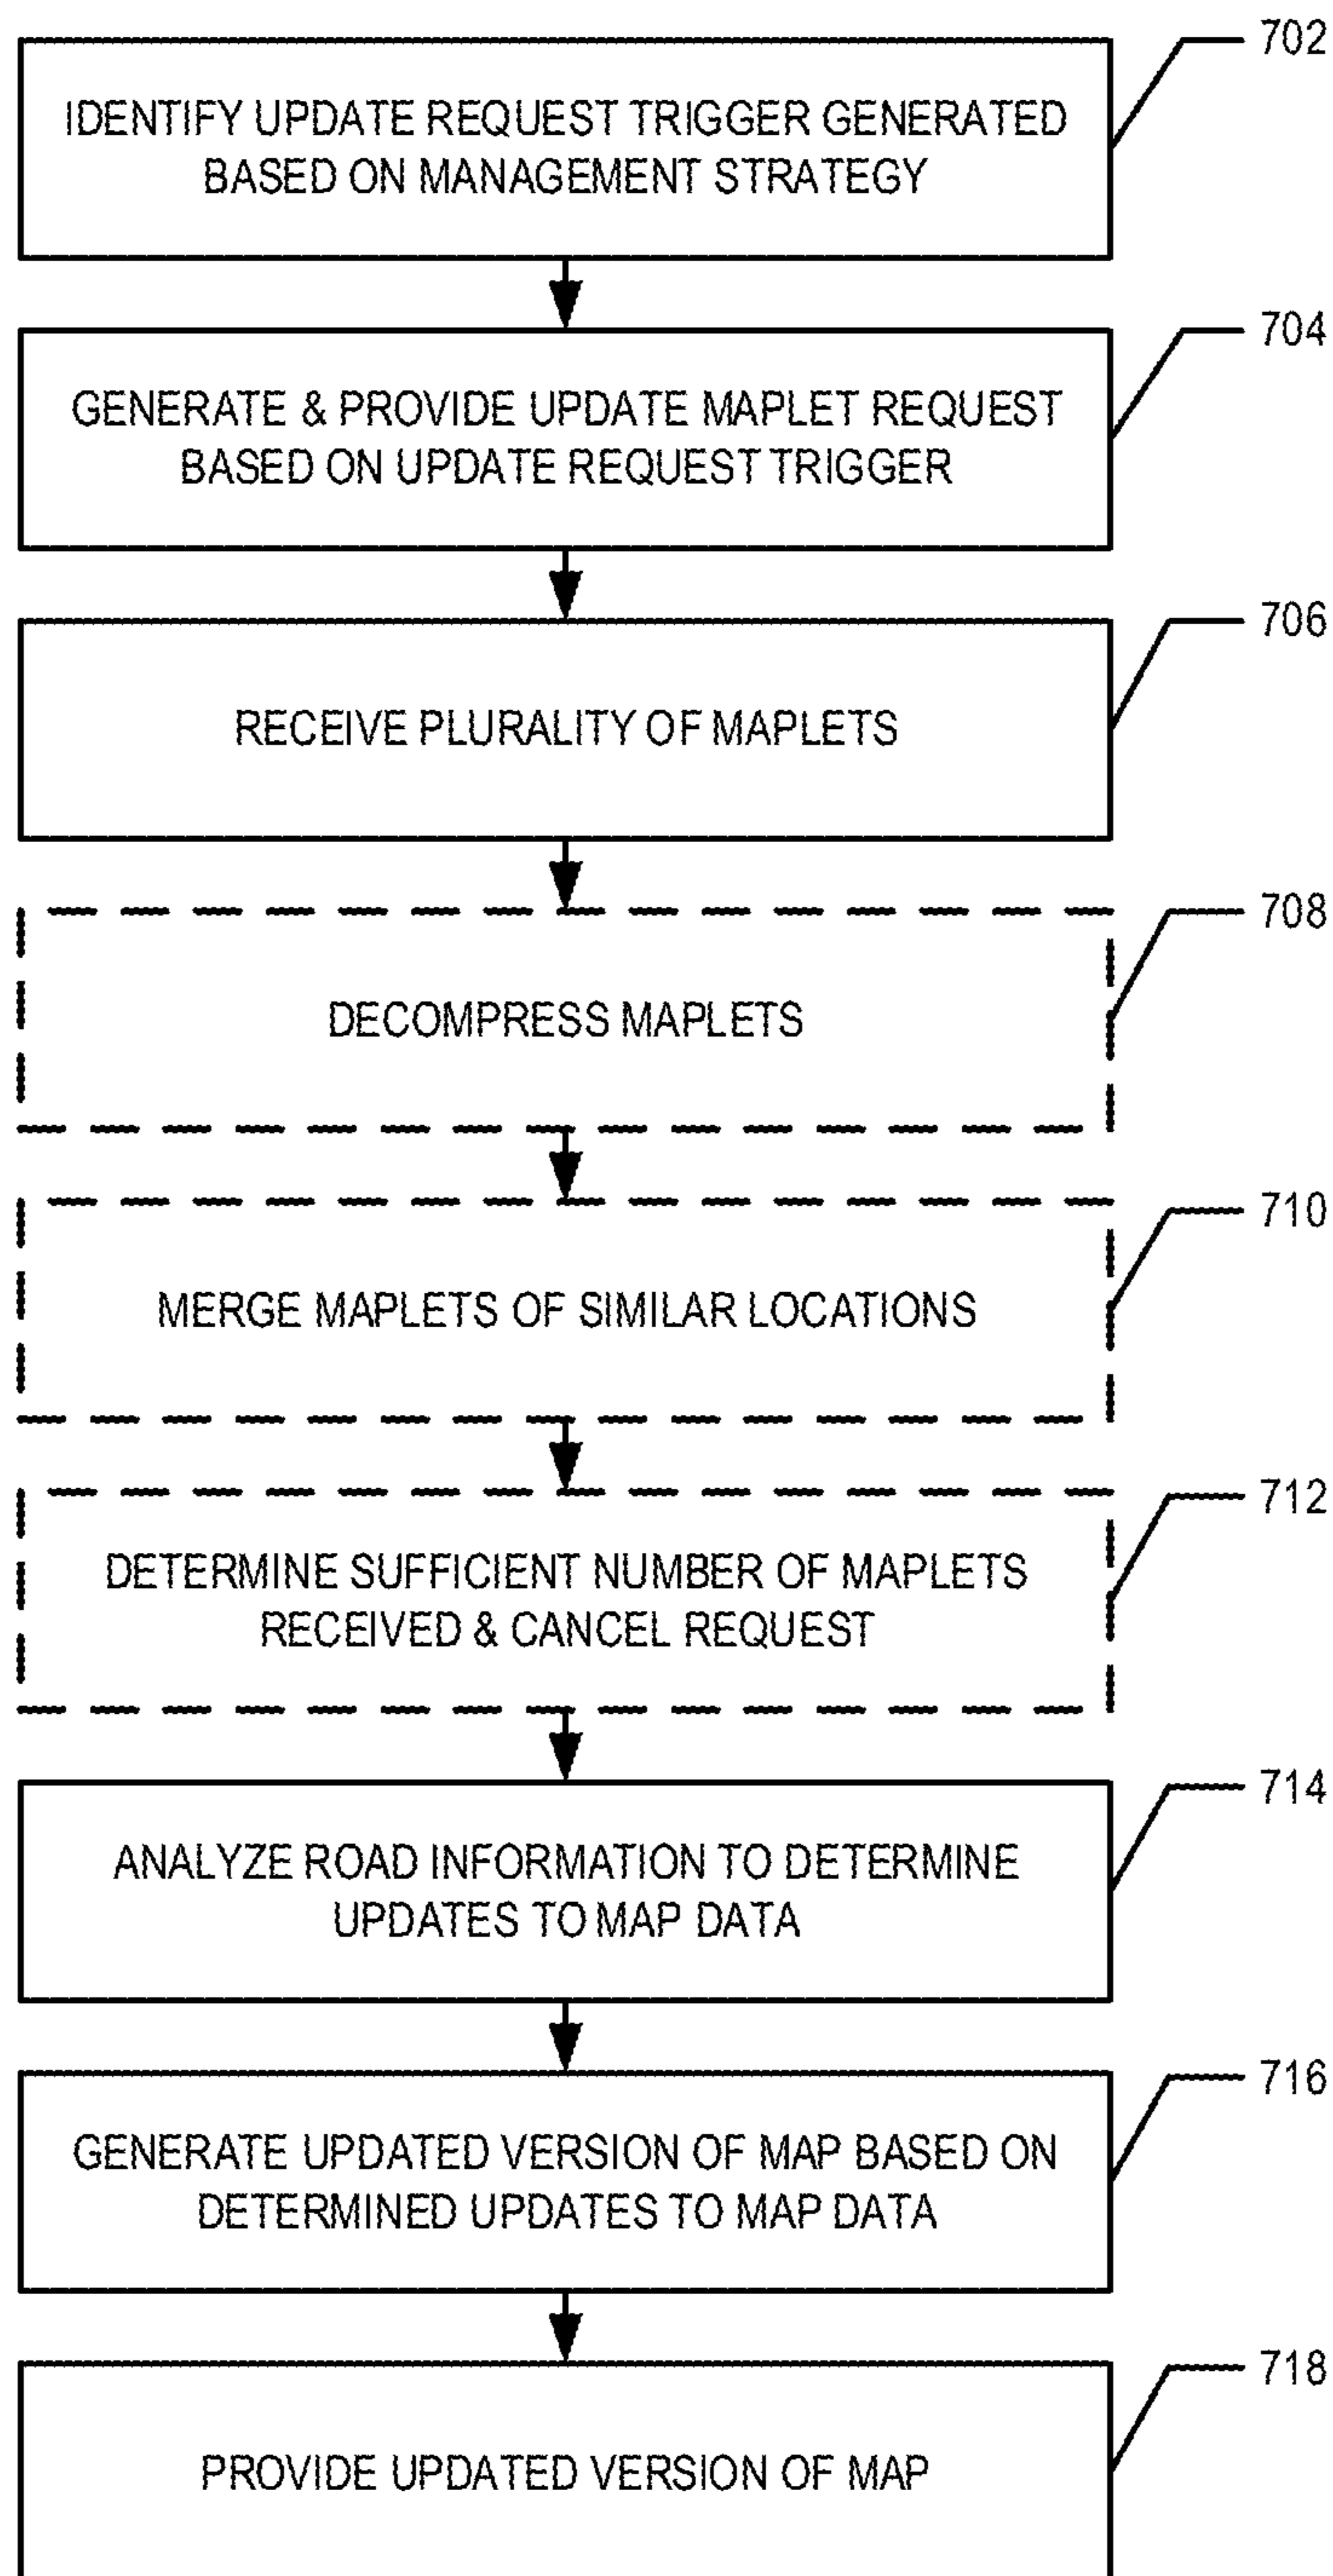 702
IDENTIFY UPDATE REQUEST TRIGGER GENERATED
BASED ON MANAGEMENT STRATEGY
704
GENERATE & PROVIDE UPDATE MAPLET REQUEST
BASED ON UPDATE REQUEST TRIGGER
706
RECEIVE PLURALITY OF MAPLETS
708
DECOMPRESS MAPLETS
710
MERGE MAPLETS OF SIMILAR LOCATIONS
712
DETERMINE SUFFICIENT NUMBER OF MAPLETS
RECEIVED & CANCEL REQUEST
714
ANALYZE ROAD INFORMATION TO DETERMINE
UPDATES TO MAP DATA
716
GENERATE UPDATED VERSION OF MAP BASED ON
DETERMINED UPDATES TO MAP DATA
718
PROVIDE UPDATED VERSION OF MAP